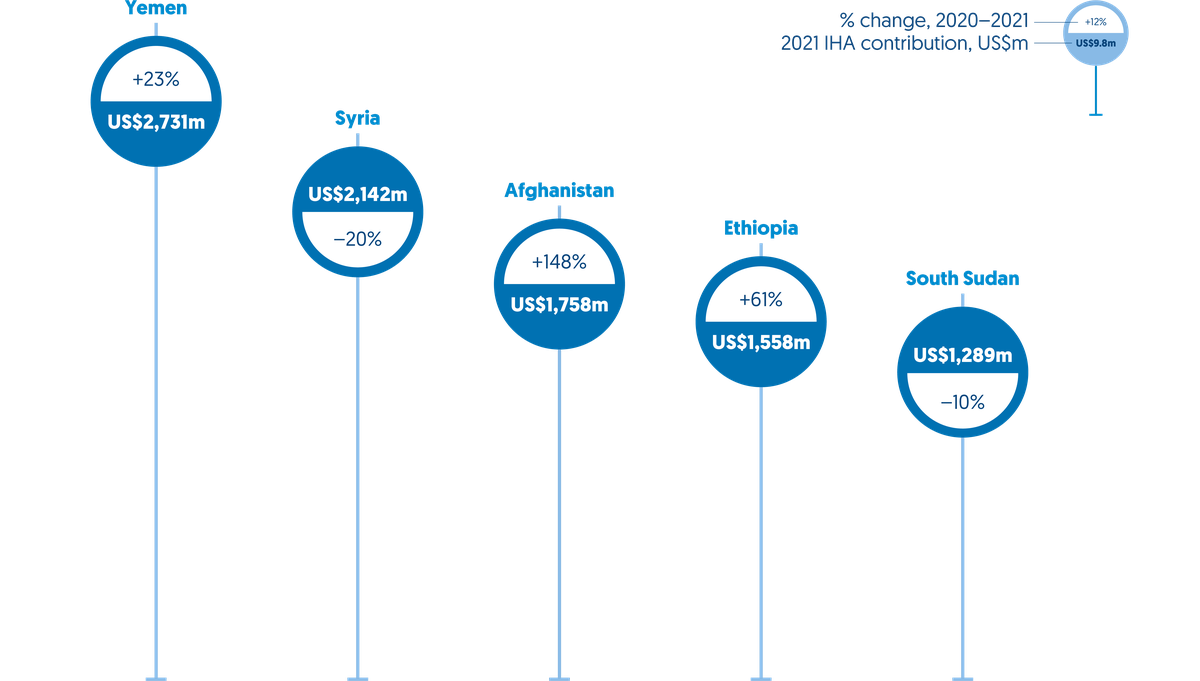 Yemen
+23%
US$2,731m
Syria
US$2,142m
–20%
Afghanistan
+148%
US$1,758m
Ethiopia
+61%
US$1,558m
South Sudan
US$1,289m
–10%
% change, 2020–2021
2021 IHA contribution, US$m
+12%
US$9.8m